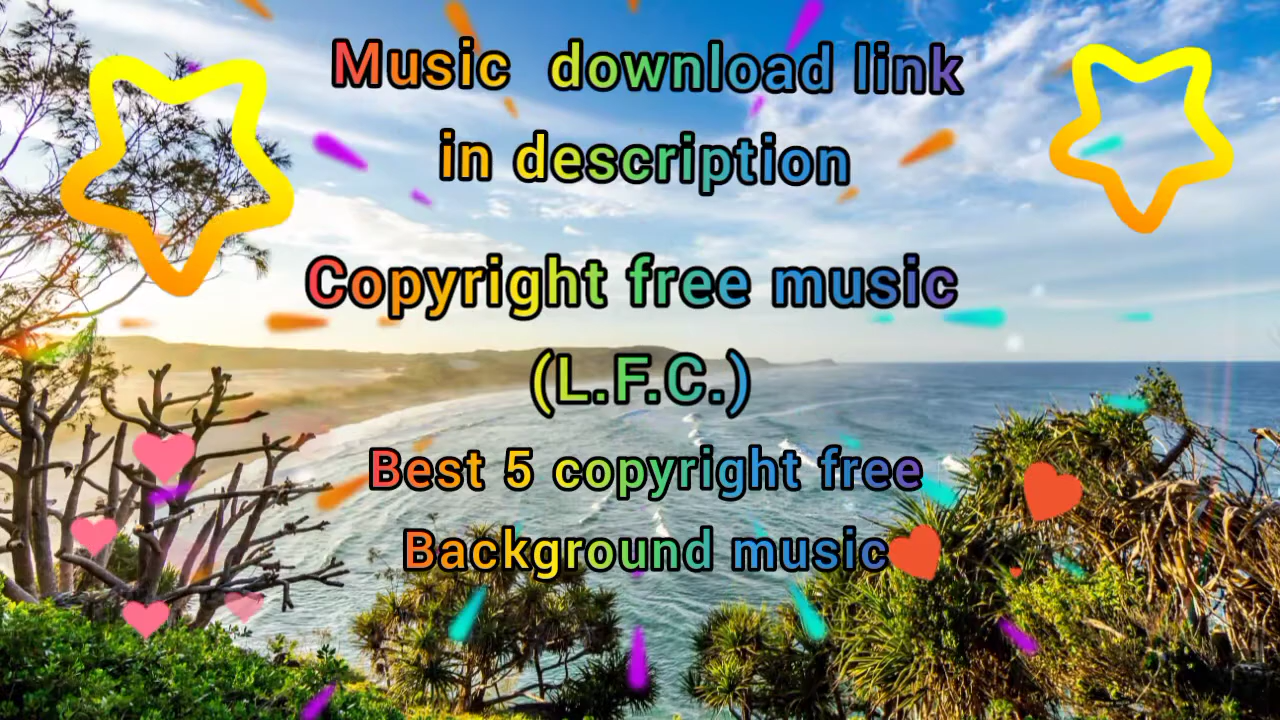 Music download link
in description
Copyright free music
(L.F.C.)
Best 5 copyright free
Background music